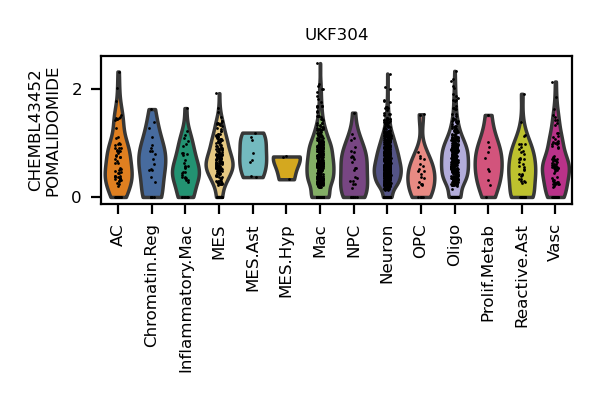 UKF304
CHEMBL43452
POMALIDOMIDE
2
0
AC
Chromatin.Reg
Inflammatory.Mac
MES
MES.Ast
MES.Hyp
Mac
NPC
Neuron
OPC
Oligo
Prolif.Metab
Reactive.Ast
Vasc